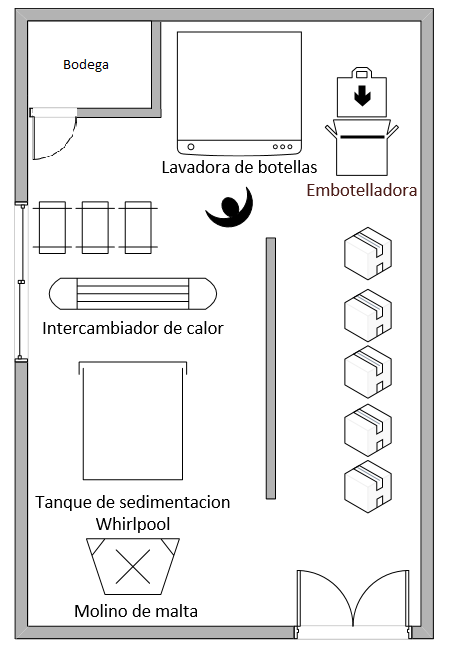 Bodega
Lavadora de botellas
Embotelladora
Intercambiador de calor
Tanque de sedimentacion
Whirlpool
Molino de malta